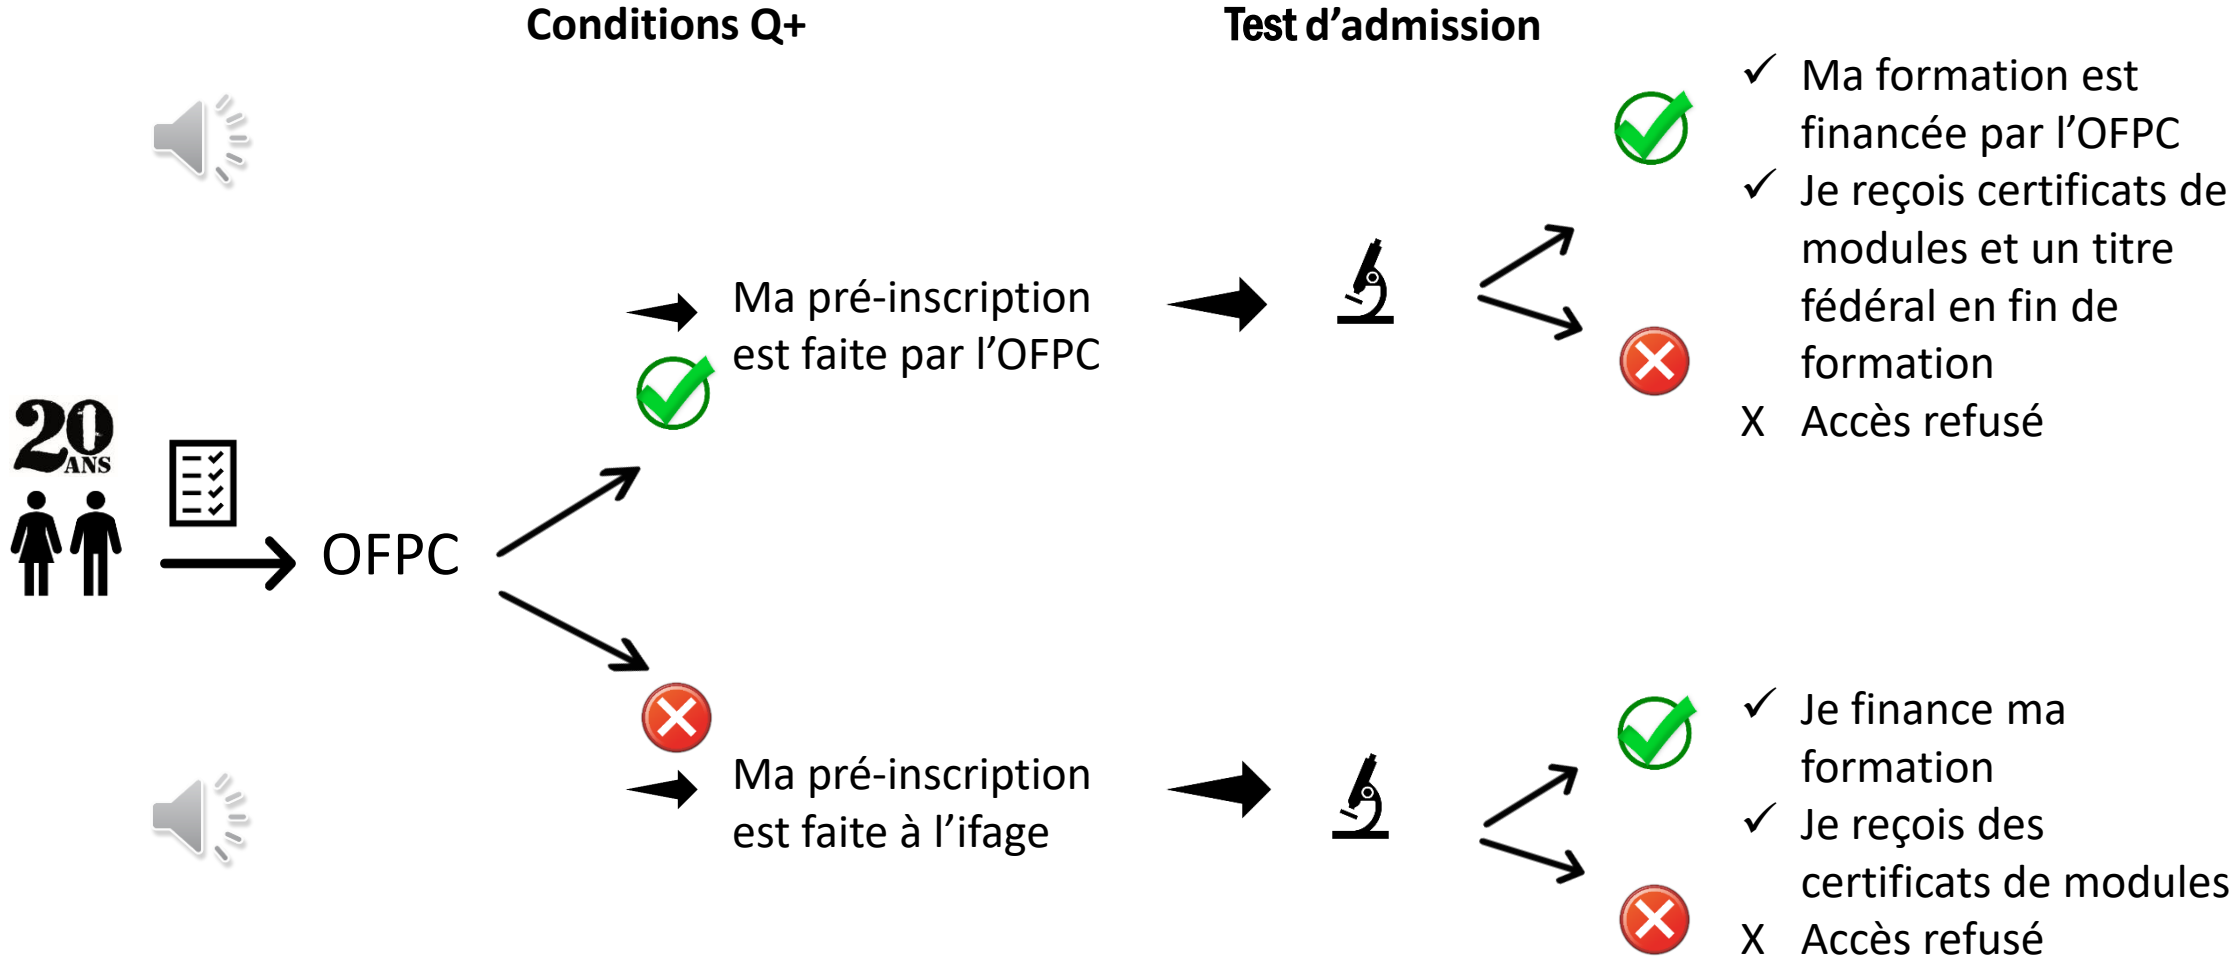 Conditions Q+
Test d’admission
✓ Ma formation est
financée par l’OFPC
✓ Je reçois certificats de
modules et un titre
fédéral en fin de
formation
X Accès refusé
Ma pré-inscription
est faite par l’OFPC
20
ANS
OFPC
Ma pré-inscription
est faite à l’ifage
✓ Je finance ma
formation
✓ Je reçois des
certificats de modules
X Accès refusé